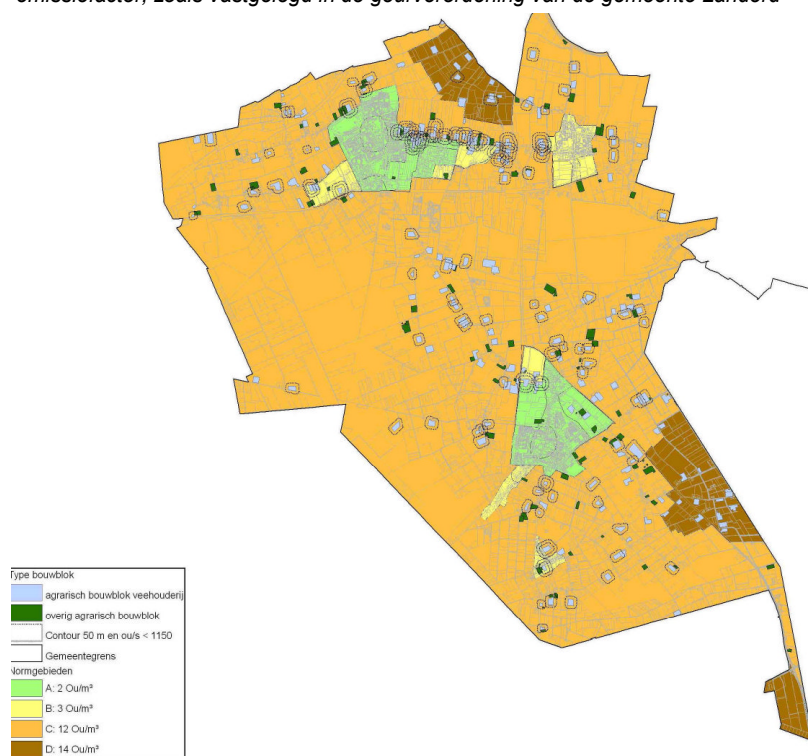 emissiefactor, zoals vastgelegd in de geurverordening van de gemeente Landerd
Type bouwblok
agrarisch bouwblok veehouderij
overig agrarisch bouwblok
Contour 50 m en ou/s < 1150
Gemeentegrens
Normgebieden
A: 2 Ou/m³
B: 3 Ou/m³
C: 12 Ou/m³
D: 14 Ou/m³